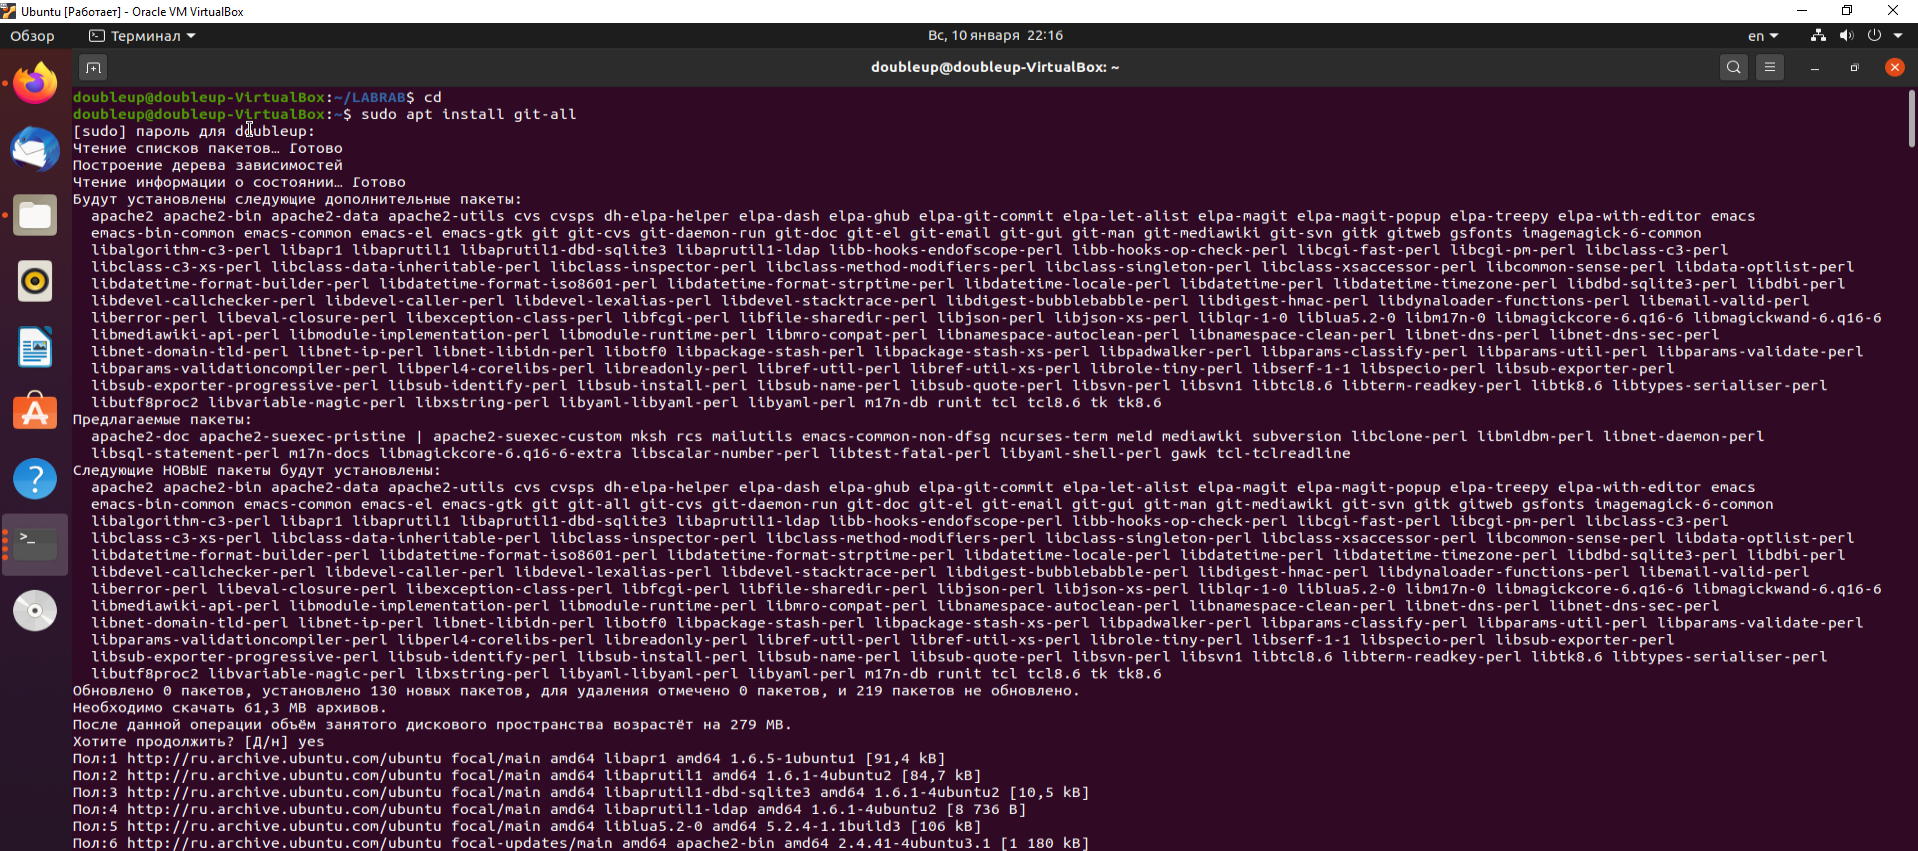 Ubuntu [Работает] - Oracle VM VirtualBox
Обзор Терминал Вс, 10 января 22:16 en
doubleup@doubleup-VirtualBox: ~
doubleup@doubleup-VirtualBox:~/LABRAB$ cd
doubleup@doubleup-VirtualBox:~$ sudo apt install git-all
[sudo] пароль для doubleup:
Чтение списков пакетов… Готово
Построение дерева зависимостей
Чтение информации о состоянии… Готово
Будут установлены следующие дополнительные пакеты:
apache2 apache2-bin apache2-data apache2-utils cvs cvsps dh-elpa-helper elpa-dash elpa-ghub elpa-git-commit elpa-let-alist elpa-magit elpa-magit-popup elpa-treepy elpa-with-editor emacs
emacs-bin-common emacs-common emacs-el emacs-gtk git git-cvs git-daemon-run git-doc git-el git-email git-gui git-man git-mediawiki git-svn gitk gitweb gsfonts imagemagick-6-common
libalgorithm-c3-perl libapr1 libaprutil1 libaprutil1-dbd-sqlite3 libaprutil1-ldap libb-hooks-endofscope-perl libb-hooks-op-check-perl libcgi-fast-perl libcgi-pm-perl libclass-c3-perl
libclass-c3-xs-perl libclass-data-inheritable-perl libclass-inspector-perl libclass-method-modifiers-perl libclass-singleton-perl libclass-xsaccessor-perl libcommon-sense-perl libdata-optlist-perl
libdatetime-format-builder-perl libdatetime-format-iso8601-perl libdatetime-format-strptime-perl libdatetime-locale-perl libdatetime-perl libdatetime-timezone-perl libdbd-sqlite3-perl libdbi-perl
libdevel-callchecker-perl libdevel-caller-perl libdevel-lexalias-perl libdevel-stacktrace-perl libdigest-bubblebabble-perl libdigest-hmac-perl libdynaloader-functions-perl libemail-valid-perl
liberror-perl libeval-closure-perl libexception-class-perl libfcgi-perl libfile-sharedir-perl libjson-perl libjson-xs-perl liblqr-1-0 liblua5.2-0 libm17n-0 libmagickcore-6.q16-6 libmagickwand-6.q16-6
libmediawiki-api-perl libmodule-implementation-perl libmodule-runtime-perl libmro-compat-perl libnamespace-autoclean-perl libnamespace-clean-perl libnet-dns-perl libnet-dns-sec-perl
libnet-domain-tld-perl libnet-ip-perl libnet-libidn-perl libotf0 libpackage-stash-perl libpackage-stash-xs-perl libpadwalker-perl libparams-classify-perl libparams-util-perl libparams-validate-perl
libparams-validationcompiler-perl libperl4-corelibs-perl libreadonly-perl libref-util-perl libref-util-xs-perl librole-tiny-perl libserf-1-1 libspecio-perl libsub-exporter-perl
libsub-exporter-progressive-perl libsub-identify-perl libsub-install-perl libsub-name-perl libsub-quote-perl libsvn-perl libsvn1 libtcl8.6 libterm-readkey-perl libtk8.6 libtypes-serialiser-perl
libutf8proc2 libvariable-magic-perl libxstring-perl libyaml-libyaml-perl libyaml-perl m17n-db runit tcl tcl8.6 tk tk8.6
Предлагаемые пакеты:
apache2-doc apache2-suexec-pristine | apache2-suexec-custom mksh rcs mailutils emacs-common-non-dfsg ncurses-term meld mediawiki subversion libclone-perl libmldbm-perl libnet-daemon-perl
libsql-statement-perl m17n-docs libmagickcore-6.q16-6-extra libscalar-number-perl libtest-fatal-perl libyaml-shell-perl gawk tcl-tclreadline
Следующие НОВЫЕ пакеты будут установлены:
apache2 apache2-bin apache2-data apache2-utils cvs cvsps dh-elpa-helper elpa-dash elpa-ghub elpa-git-commit elpa-let-alist elpa-magit elpa-magit-popup elpa-treepy elpa-with-editor emacs
emacs-bin-common emacs-common emacs-el emacs-gtk git git-all git-cvs git-daemon-run git-doc git-el git-email git-gui git-man git-mediawiki git-svn gitk gitweb gsfonts imagemagick-6-common
libalgorithm-c3-perl libapr1 libaprutil1 libaprutil1-dbd-sqlite3 libaprutil1-ldap libb-hooks-endofscope-perl libb-hooks-op-check-perl libcgi-fast-perl libcgi-pm-perl libclass-c3-perl
libclass-c3-xs-perl libclass-data-inheritable-perl libclass-inspector-perl libclass-method-modifiers-perl libclass-singleton-perl libclass-xsaccessor-perl libcommon-sense-perl libdata-optlist-perl
libdatetime-format-builder-perl libdatetime-format-iso8601-perl libdatetime-format-strptime-perl libdatetime-locale-perl libdatetime-perl libdatetime-timezone-perl libdbd-sqlite3-perl libdbi-perl
libdevel-callchecker-perl libdevel-caller-perl libdevel-lexalias-perl libdevel-stacktrace-perl libdigest-bubblebabble-perl libdigest-hmac-perl libdynaloader-functions-perl libemail-valid-perl
liberror-perl libeval-closure-perl libexception-class-perl libfcgi-perl libfile-sharedir-perl libjson-perl libjson-xs-perl liblqr-1-0 liblua5.2-0 libm17n-0 libmagickcore-6.q16-6 libmagickwand-6.q16-6
libmediawiki-api-perl libmodule-implementation-perl libmodule-runtime-perl libmro-compat-perl libnamespace-autoclean-perl libnamespace-clean-perl libnet-dns-perl libnet-dns-sec-perl
libnet-domain-tld-perl libnet-ip-perl libnet-libidn-perl libotf0 libpackage-stash-perl libpackage-stash-xs-perl libpadwalker-perl libparams-classify-perl libparams-util-perl libparams-validate-perl
libparams-validationcompiler-perl libperl4-corelibs-perl libreadonly-perl libref-util-perl libref-util-xs-perl librole-tiny-perl libserf-1-1 libspecio-perl libsub-exporter-perl
libsub-exporter-progressive-perl libsub-identify-perl libsub-install-perl libsub-name-perl libsub-quote-perl libsvn-perl libsvn1 libtcl8.6 libterm-readkey-perl libtk8.6 libtypes-serialiser-perl
libutf8proc2 libvariable-magic-perl libxstring-perl libyaml-libyaml-perl libyaml-perl m17n-db runit tcl tcl8.6 tk tk8.6
Обновлено 0 пакетов, установлено 130 новых пакетов, для удаления отмечено 0 пакетов, и 219 пакетов не обновлено.
Необходимо скачать 61,3 MB архивов.
После данной операции объём занятого дискового пространства возрастёт на 279 MB.
Хотите продолжить? [Д/н] yes
Пол:1 http://ru.archive.ubuntu.com/ubuntu focal/main amd64 libapr1 amd64 1.6.5-1ubuntu1 [91,4 kB]
Пол:2 http://ru.archive.ubuntu.com/ubuntu focal/main amd64 libaprutil1 amd64 1.6.1-4ubuntu2 [84,7 kB]
Пол:3 http://ru.archive.ubuntu.com/ubuntu focal/main amd64 libaprutil1-dbd-sqlite3 amd64 1.6.1-4ubuntu2 [10,5 kB]
Пол:4 http://ru.archive.ubuntu.com/ubuntu focal/main amd64 libaprutil1-ldap amd64 1.6.1-4ubuntu2 [8 736 B]
Пол:5 http://ru.archive.ubuntu.com/ubuntu focal/main amd64 liblua5.2-0 amd64 5.2.4-1.1build3 [106 kB]
Пол:6 http://ru.archive.ubuntu.com/ubuntu focal-updates/main amd64 apache2-bin amd64 2.4.41-4ubuntu3.1 [1 180 kB]